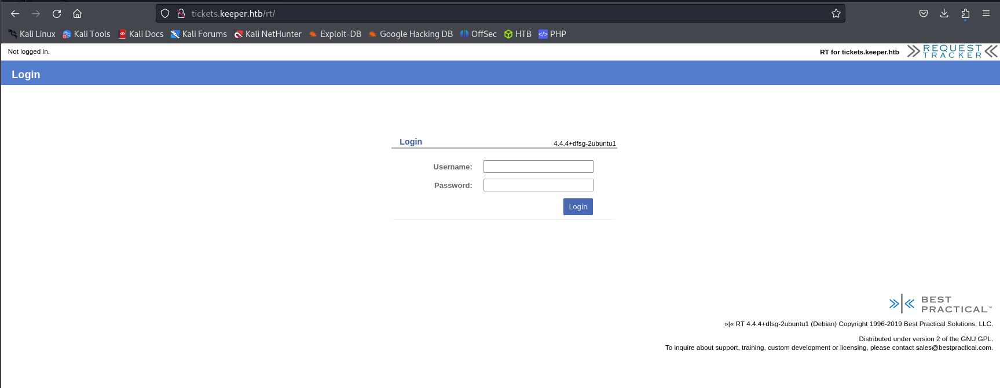 tickets.keeper.htb/rt/
Kali Linux Kali Tools Kali Docs Kali Forums Kali NetHunter Exploit-DB Google Hacking DB OffSec HTB PHP
Not logged in.
RT for tickets.keeper.htb
REQUEST
TRACKER
Login
Login 4.4.4+dfsg-2ubuntu1
Username:
Password:
Login
BEST
PRACTICAL™
»|« RT 4.4.4+dfsg-2ubuntu1 (Debian) Copyright 1996-2019 Best Practical Solutions, LLC.
Distributed under version 2 of the GNU GPL.
To inquire about support, training, custom development or licensing, please contact sales@bestpractical.com.